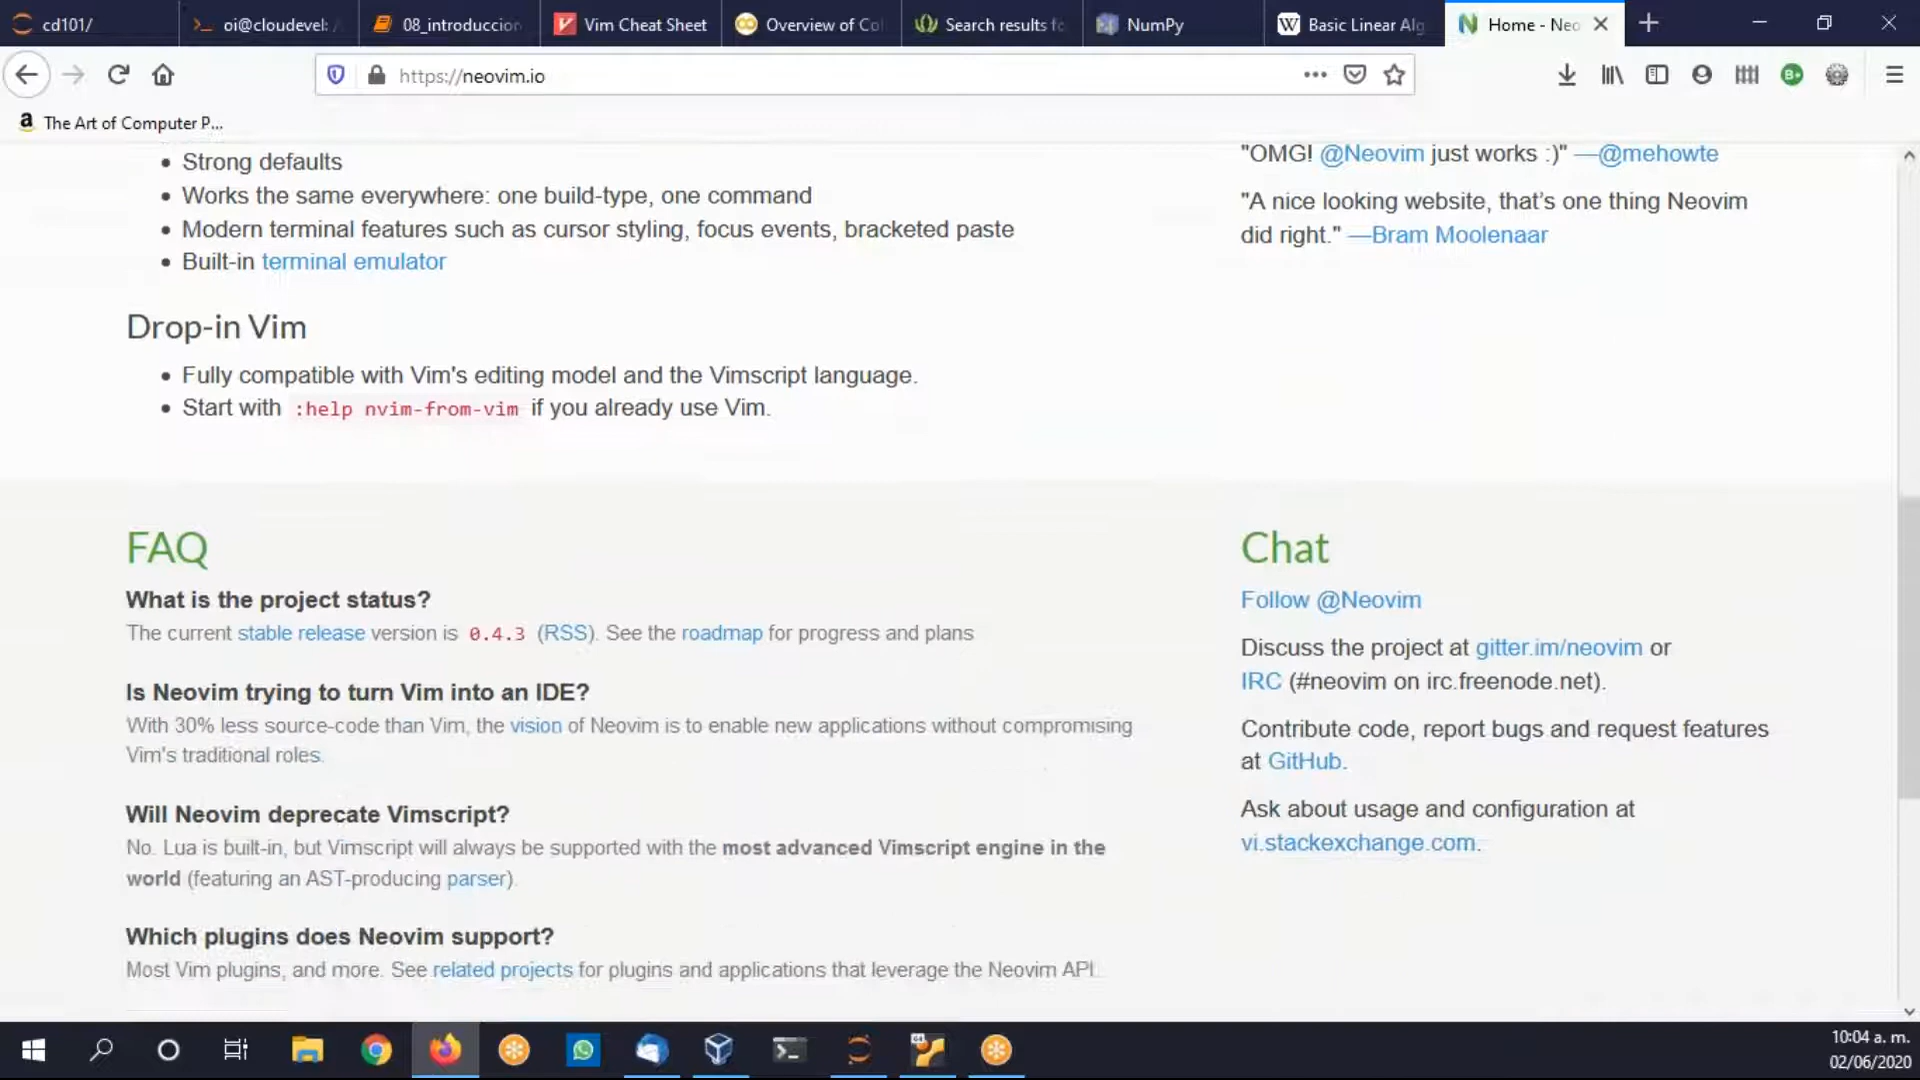 cd101/
oi@cloudevel:
08_introduccion
Vim Cheat Sheet
Overview of Col
Search results fo
NumPy
Basic Linear Alg
Home - Neo
https://neovim.io
The Art of Computer P...
Strong defaults
Works the same everywhere: one build-type, one command
Modern terminal features such as cursor styling, focus events, bracketed paste
Built-in terminal emulator
"OMG! @Neovim just works :)" —@mehowte
"A nice looking website, that's one thing Neovim
did right." —Bram Moolenaar
Drop-in Vim
Fully compatible with Vim's editing model and the Vimscript language.
Start with :help nvim-from-vim if you already use Vim.
FAQ
What is the project status?
The current stable release version is 0.4.3 (RSS). See the roadmap for progress and plans
Is Neovim trying to turn Vim into an IDE?
With 30% less source-code than Vim, the vision of Neovim is to enable new applications without compromising
Vim's traditional roles.
Will Neovim deprecate Vimscript?
No. Lua is built-in, but Vimscript will always be supported with the most advanced Vimscript engine in the
world (featuring an AST-producing parser).
Which plugins does Neovim support?
Most Vim plugins, and more. See related projects for plugins and applications that leverage the Neovim API.
Chat
Follow @Neovim
Discuss the project at gitter.im/neovim or
IRC (#neovim on irc.freenode.net).
Contribute code, report bugs and request features
at GitHub.
Ask about usage and configuration at
vi.stackexchange.com.
10:04 a. m.
02/06/2020